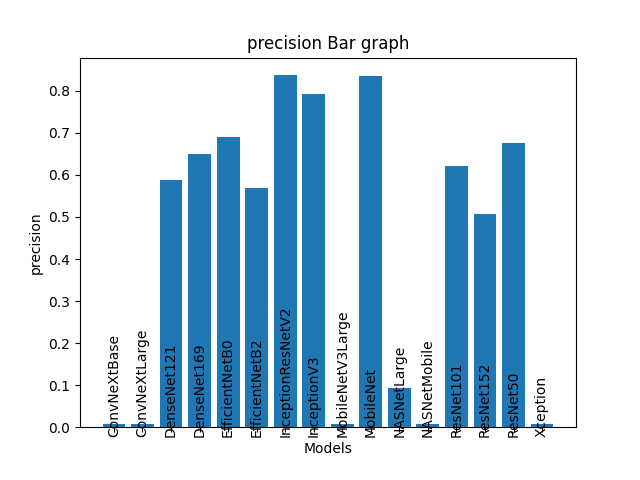 precision Bar graph
0.8
0.7
0.6
0.5
0.4
0.3
0.2
0.1
0.0
precision
ConvNeXtBase
ConvNeXtLarge
DenseNet121
DenseNet169
EfficientNetB0
EfficientNetB2
InceptionResNetV2
InceptionV3
MobileNetV3Large
MobileNet
NASNetLarge
NASNetMobile
ResNet101
ResNet152
ResNet50
Xception
Models